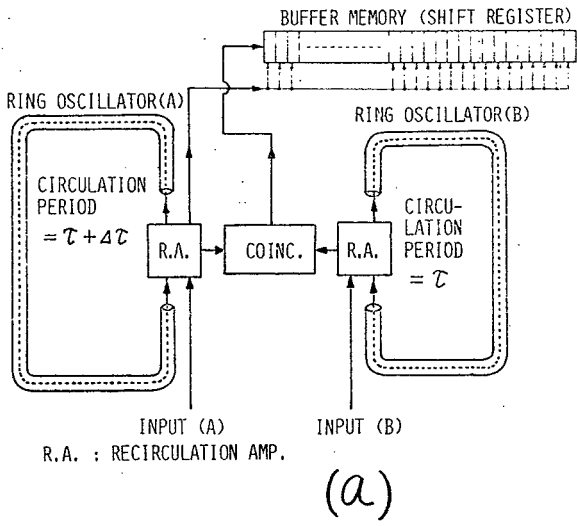 BUFFER MEMORY (SHIFT REGISTER)
RING OSCILLATOR(A)
RING OSCILLATOR(B)
CIRCULATION
PERIOD
= τ + Δτ
R.A.
COINC.
R.A.
CIRCU-
LATION
PERIOD
= τ
INPUT (A)
INPUT (B)
R.A. : RECIRCULATION AMP.
(a)